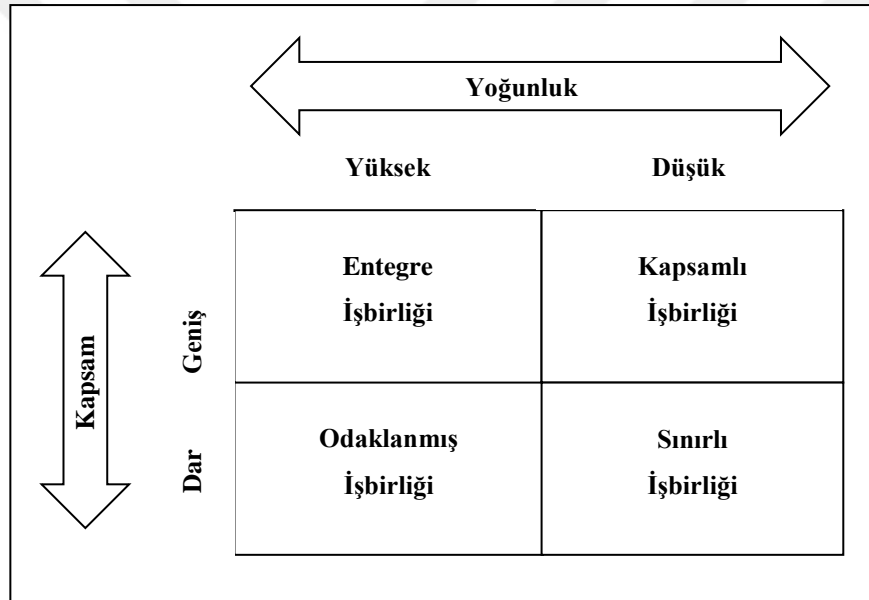 Yoğunluk
Yüksek
Düşük
Kapsam
Geniş
Entegre
İşbirliği
Kapsamlı
İşbirliği
Dar
Odaklanmış
İşbirliği
Sınırlı
İşbirliği